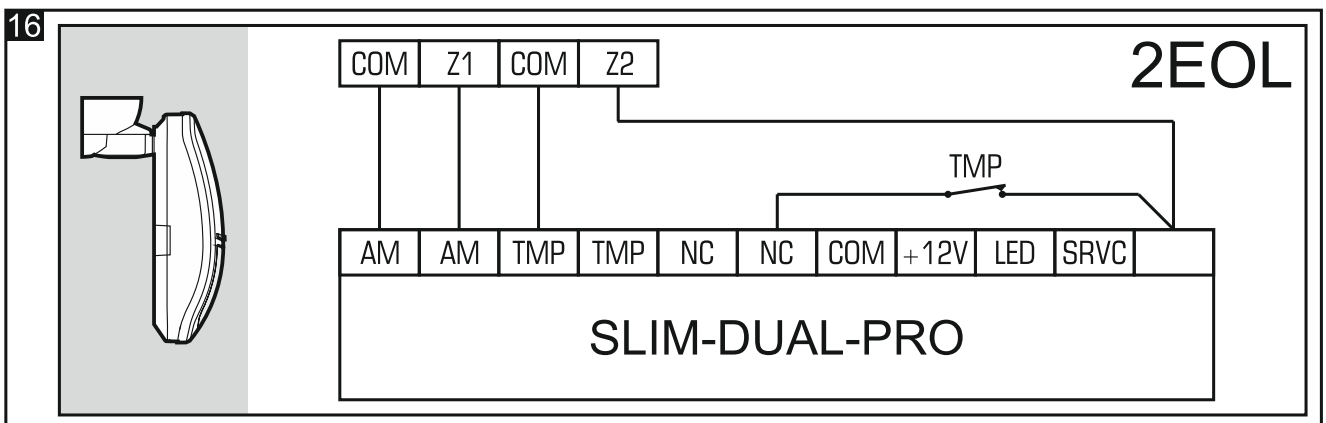 16
COM Z1 COM Z2
2EOL
TMP
AM AM TMP TMP NC NC COM +12V LED SRVC
SLIM-DUAL-PRO